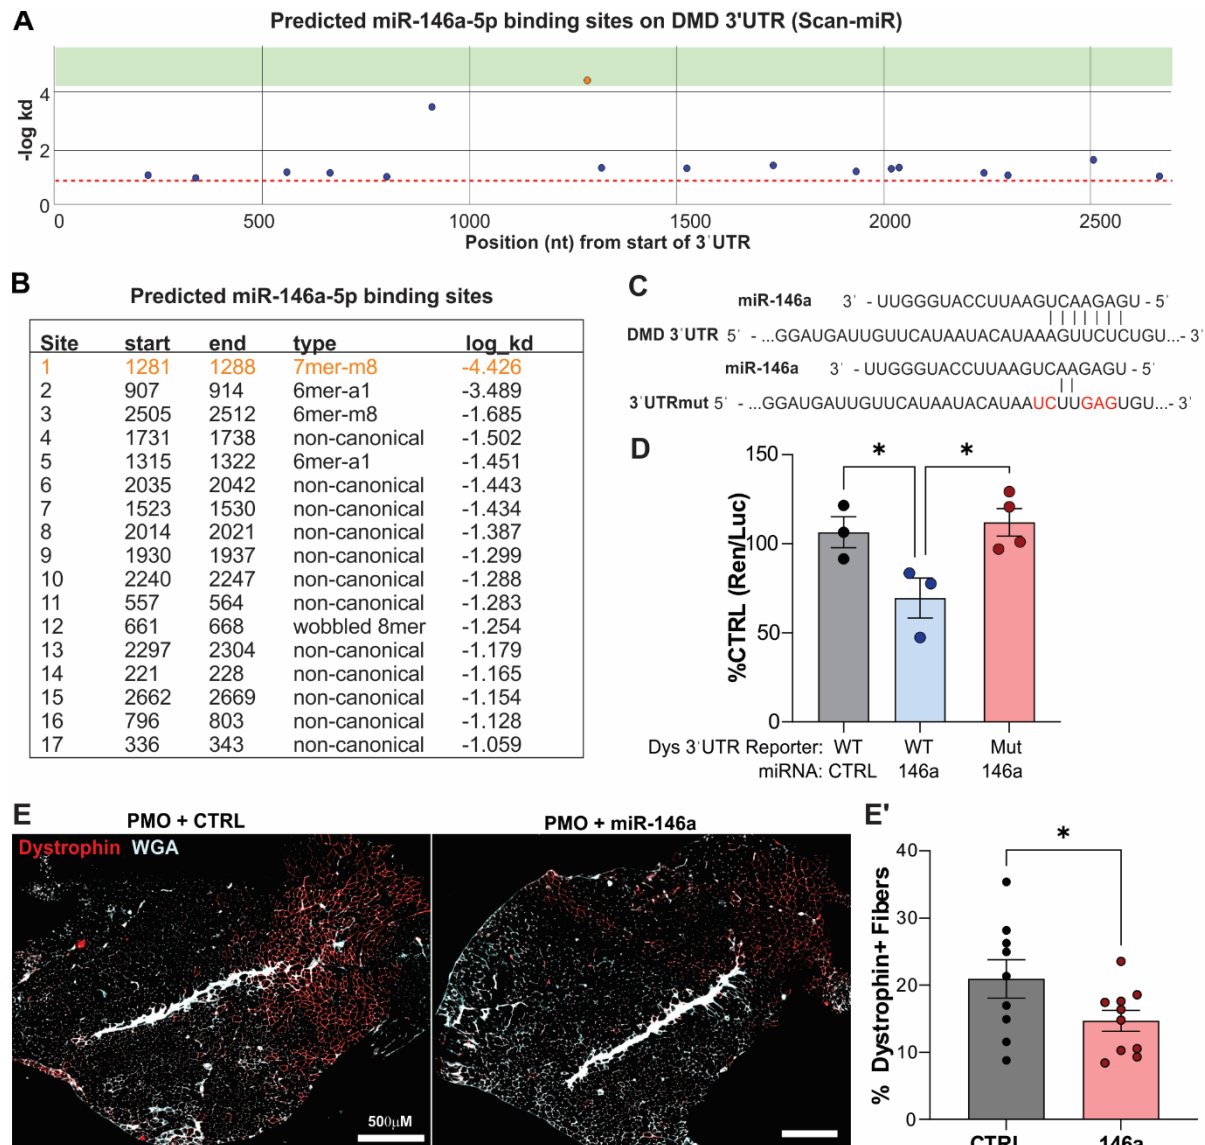 A
Predicted miR-146a-5p binding sites on DMD 3'UTR (Scan-miR)
-log kd
4
2
0
0 500 1000 1500 2000 2500
Position (nt) from start of 3'UTR
B
Predicted miR-146a-5p binding sites
Site start end type log_kd
1 1281 1288 7mer-m8 -4.426
2 907 914 6mer-a1 -3.489
3 2505 2512 6mer-m8 -1.685
4 1731 1738 non-canonical -1.502
5 1315 1322 6mer-a1 -1.451
6 2035 2042 non-canonical -1.443
7 1523 1530 non-canonical -1.434
8 2014 2021 non-canonical -1.387
9 1930 1937 non-canonical -1.299
10 2240 2247 non-canonical -1.288
11 557 564 non-canonical -1.283
12 661 668 wobbled 8mer -1.254
13 2297 2304 non-canonical -1.179
14 221 228 non-canonical -1.165
15 2662 2669 non-canonical -1.154
16 796 803 non-canonical -1.128
17 336 343 non-canonical -1.059
C
miR-146a 3' - UUGGGUACCUUAAGUCAAGAGU - 5'
DMD 3'UTR 5' - ...GGAUGAUUGUUCAUAAUACAUAAAGUUCUCUGU...- 3'
miR-146a 3' - UUGGGUACCUUAAGUCAAGAGU - 5'
3'UTRmut 5' - ...GGAUGAUUGUUCAUAAUACAUAAUCUUGAGUGU...- 3'
D
%CTRL (Ren/Luc)
150
100
50
0
* *
Dys 3'UTR Reporter: WT WT Mut
miRNA: CTRL 146a 146a
E
PMO + CTRL
PMO + miR-146a
Dystrophin WGA
500µM
E'
% Dystrophin+ Fibers
40
30
20
10
0
*
CTRL 146a